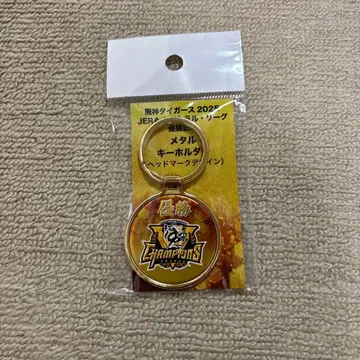 阪神タイガース 2025
JERA ラル・リーグ
優勝
メタル
キーホルダ
ヘッドマークデザイン)
優勝
CHAMPIONS